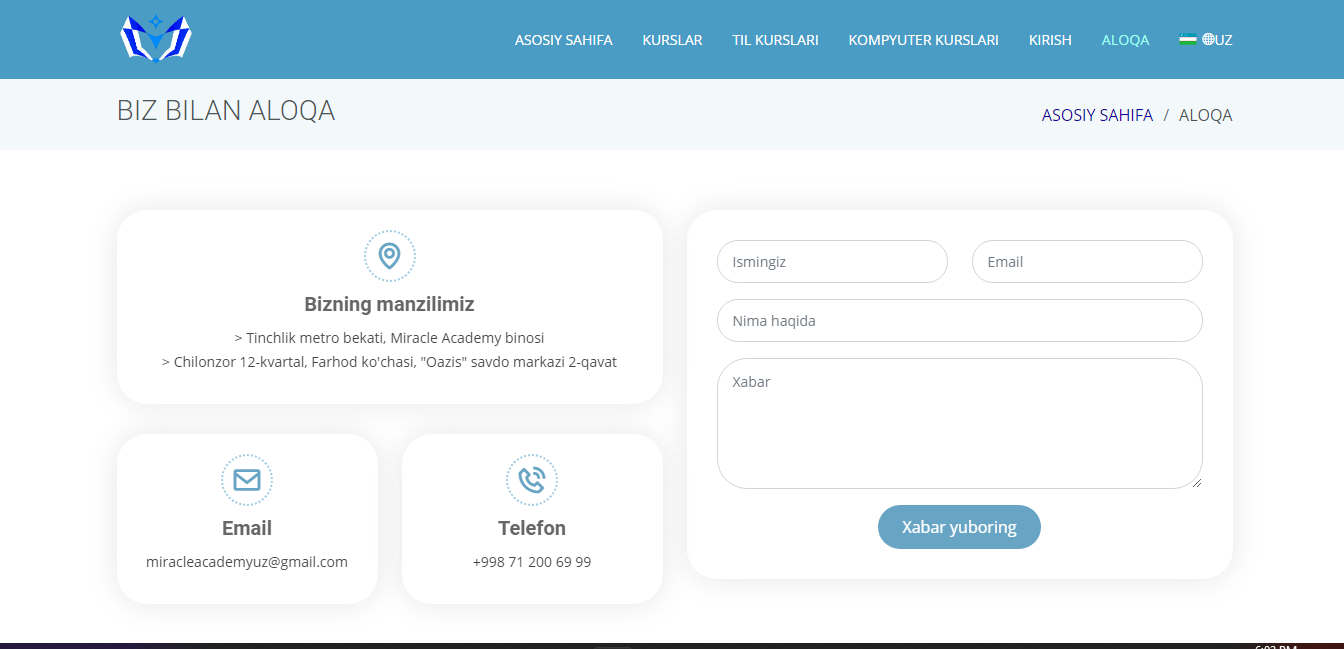 ASOSIY SAHIFA KURSLAR TIL KURSLARI KOMPYUTER KURSLARI KIRISH ALOQA UZ
BIZ BILAN ALOQA
ASOSIY SAHIFA / ALOQA
Bizning manzilimiz
> Tinchlik metro bekati, Miracle Academy binosi
> Chilonzor 12-kvartal, Farhod ko'chasi, "Oazis" savdo markazi 2-qavat
Email
miracleacademyuz@gmail.com
Telefon
+998 71 200 69 99
Ismingiz
Email
Nima haqida
Xabar
Xabar yuboring